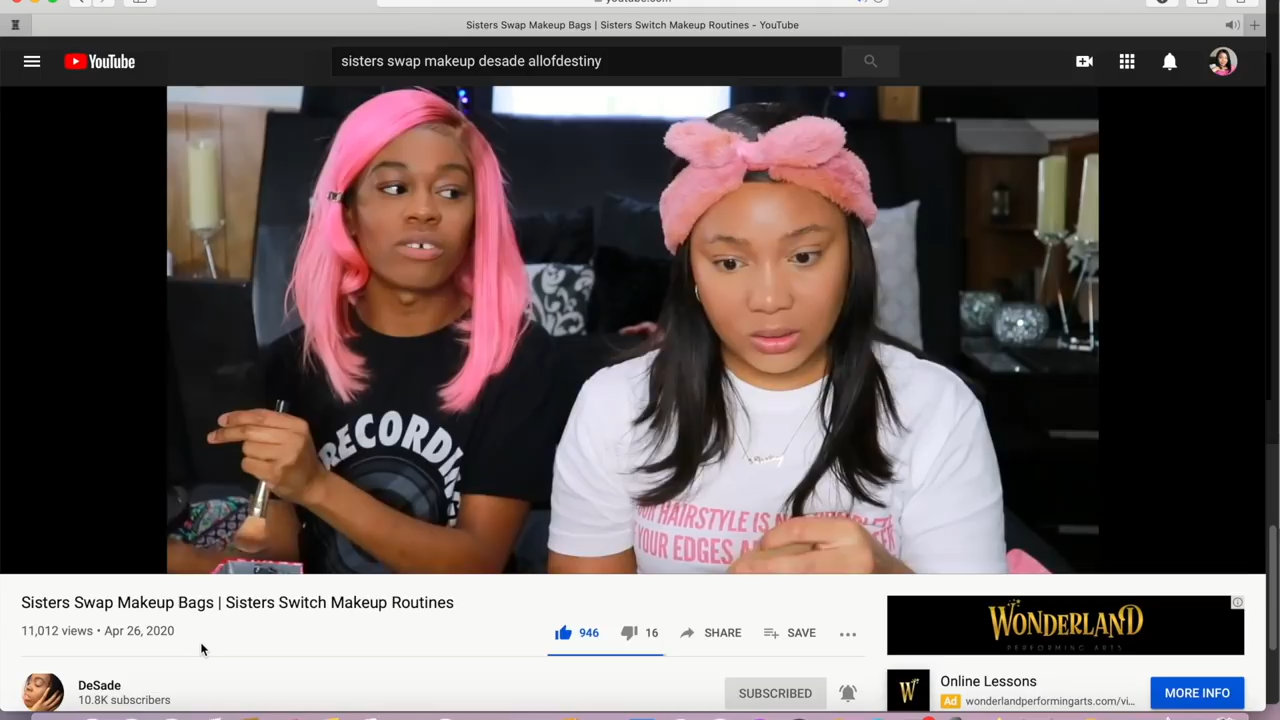 Sisters Swap Makeup Bags | Sisters Switch Makeup Routines - YouTube
YouTube
sisters swap makeup desade allofdestiny
RECORDIN
HAIRSTYLE IS
YOUR EDGES
Sisters Swap Makeup Bags | Sisters Switch Makeup Routines
11,012 views • Apr 26, 2020
946
16
SHARE
SAVE
WONDERLAND
PERFORMING ARTS
DeSade
10.8K subscribers
SUBSCRIBED
W
Online Lessons
Ad wonderlandperformingarts.com/vi...
MORE INFO